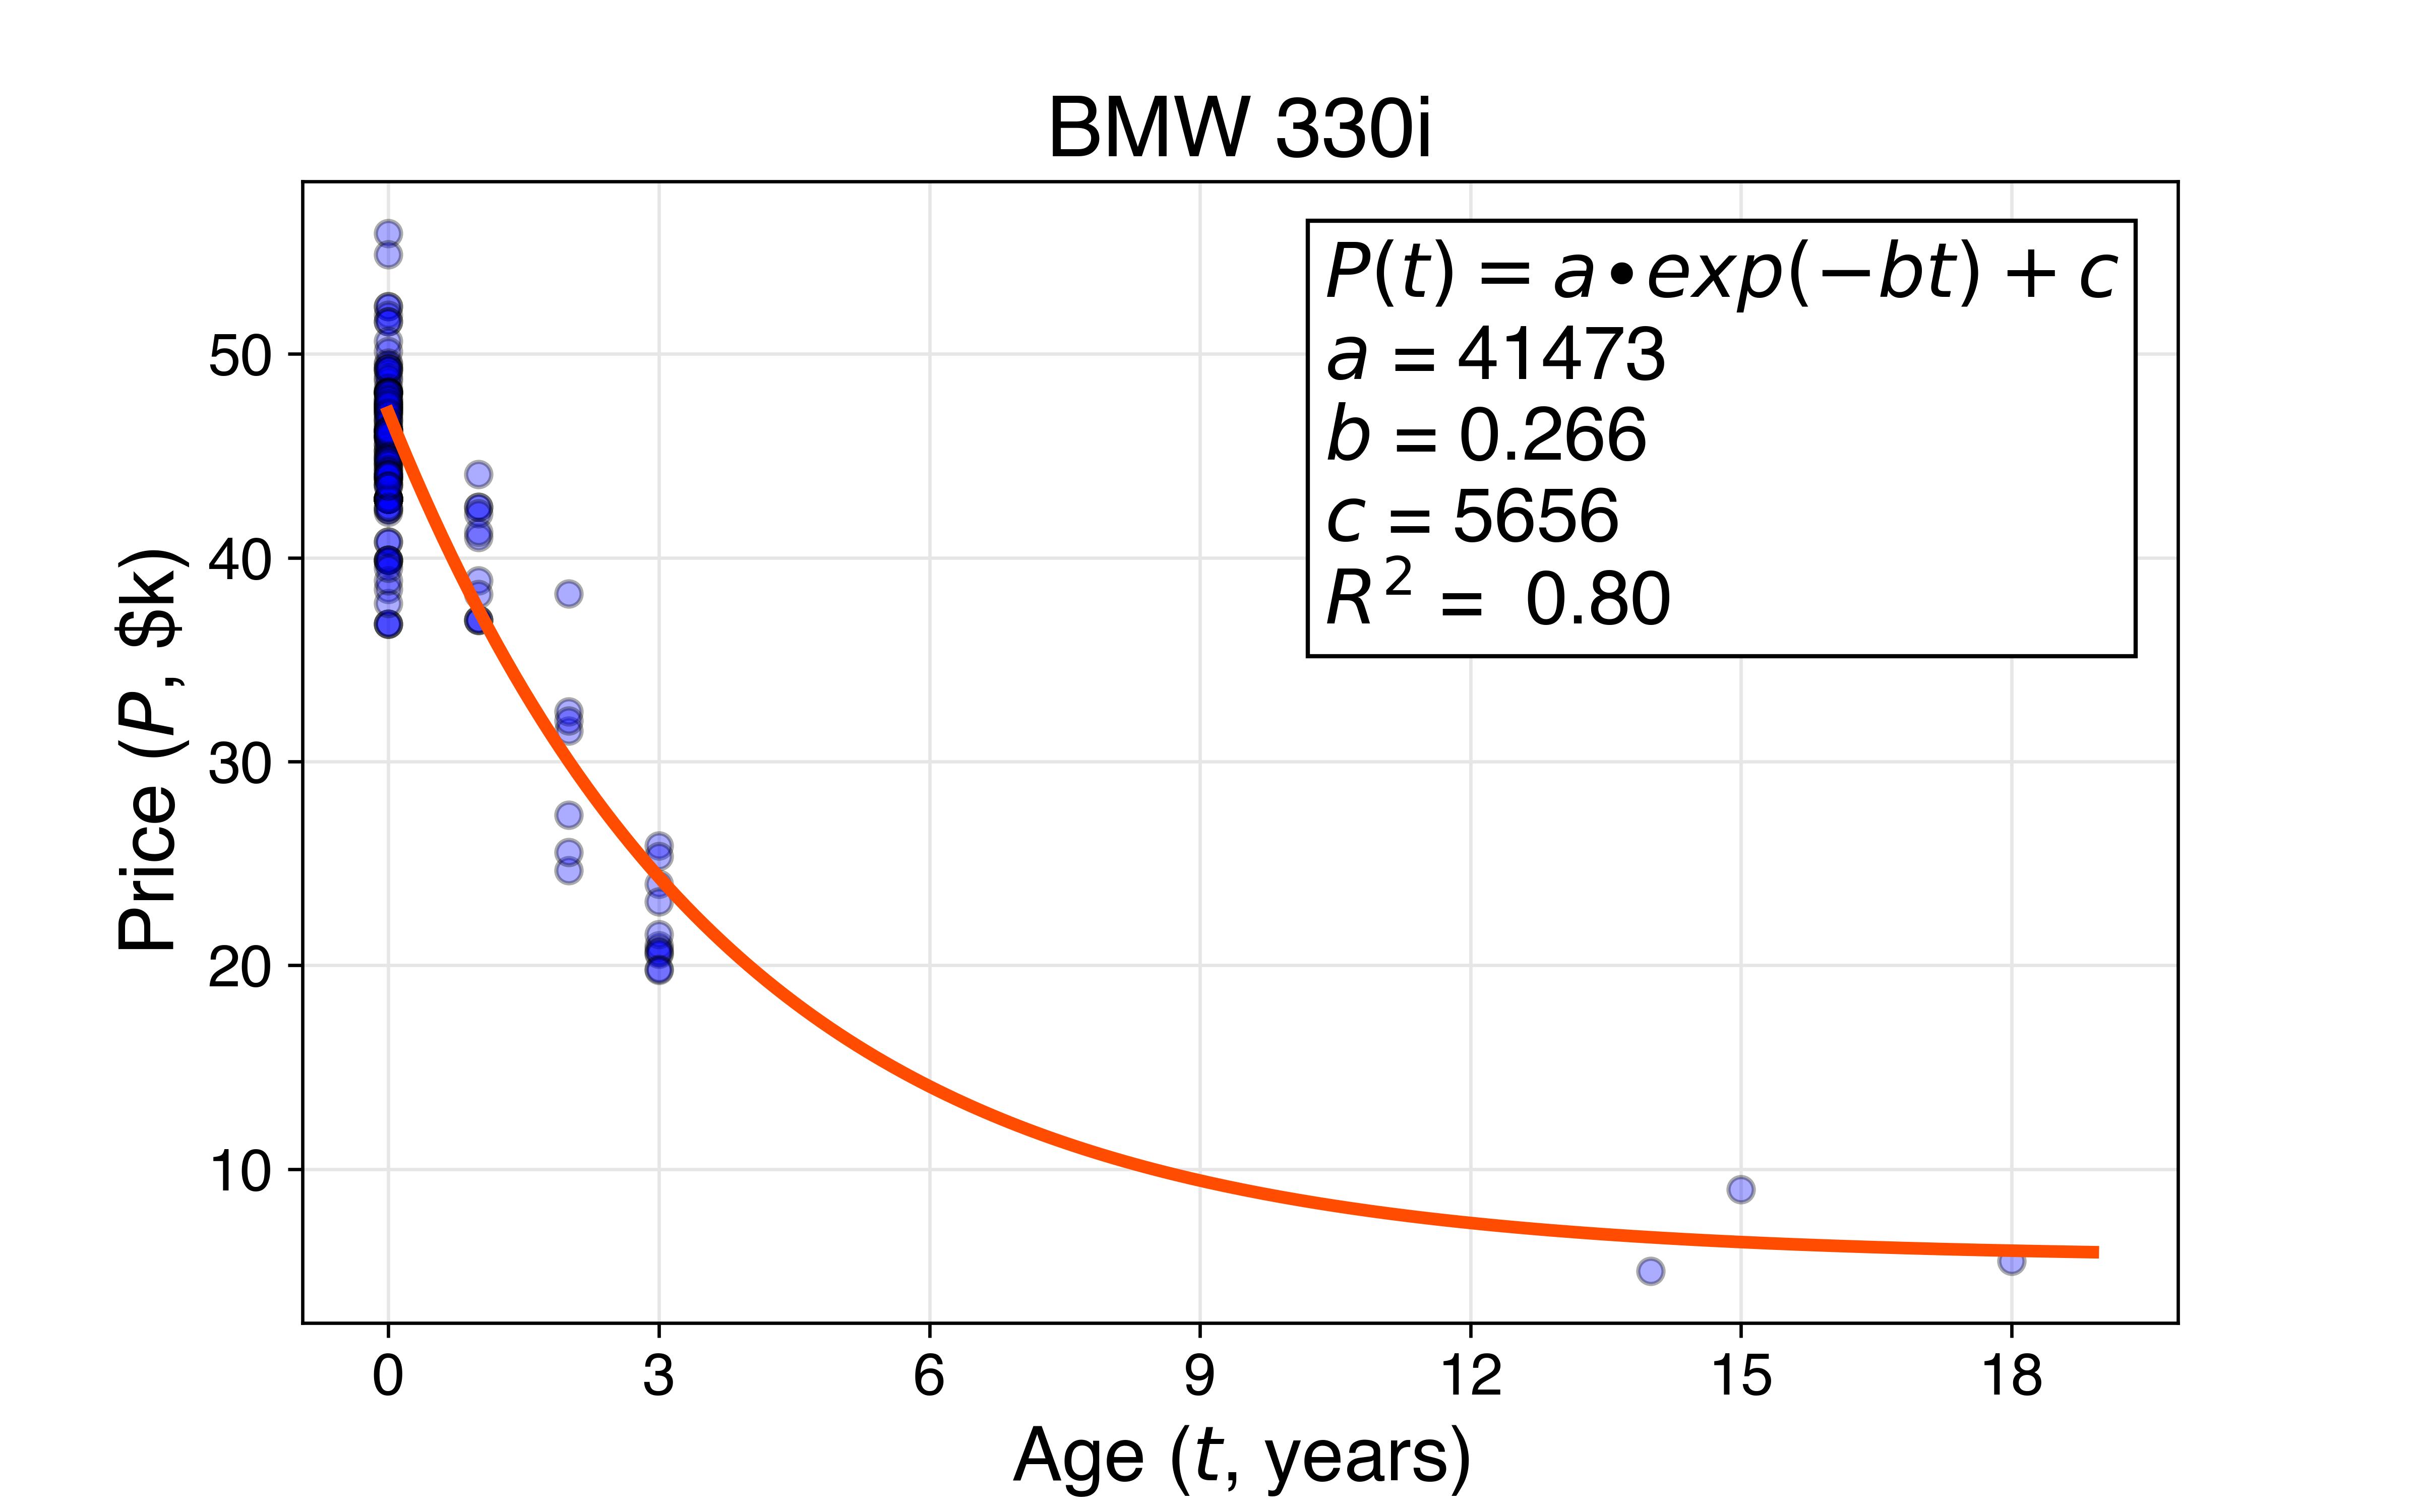 BMW 330i
P(t) = a•exp(−bt) + c
a = 41473
b = 0.266
c = 5656
R² = 0.80
Price (P, $k)
50
40
30
20
10
0 3 6 9 12 15 18
Age (t, years)